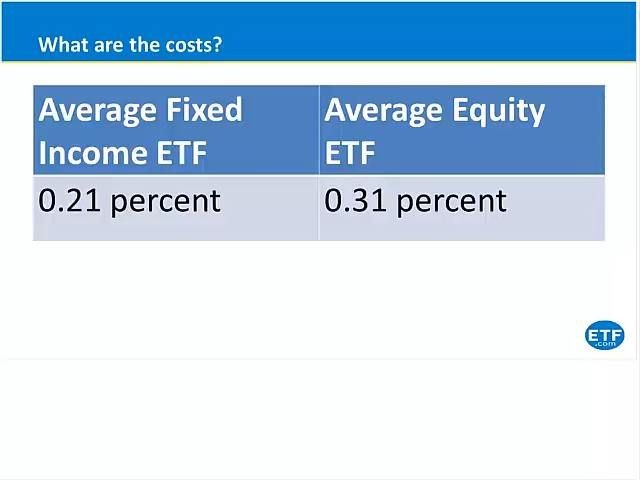 What are the costs?
Average Fixed
Income ETF
Average Equity
ETF
0.21 percent
0.31 percent
ETF
.com